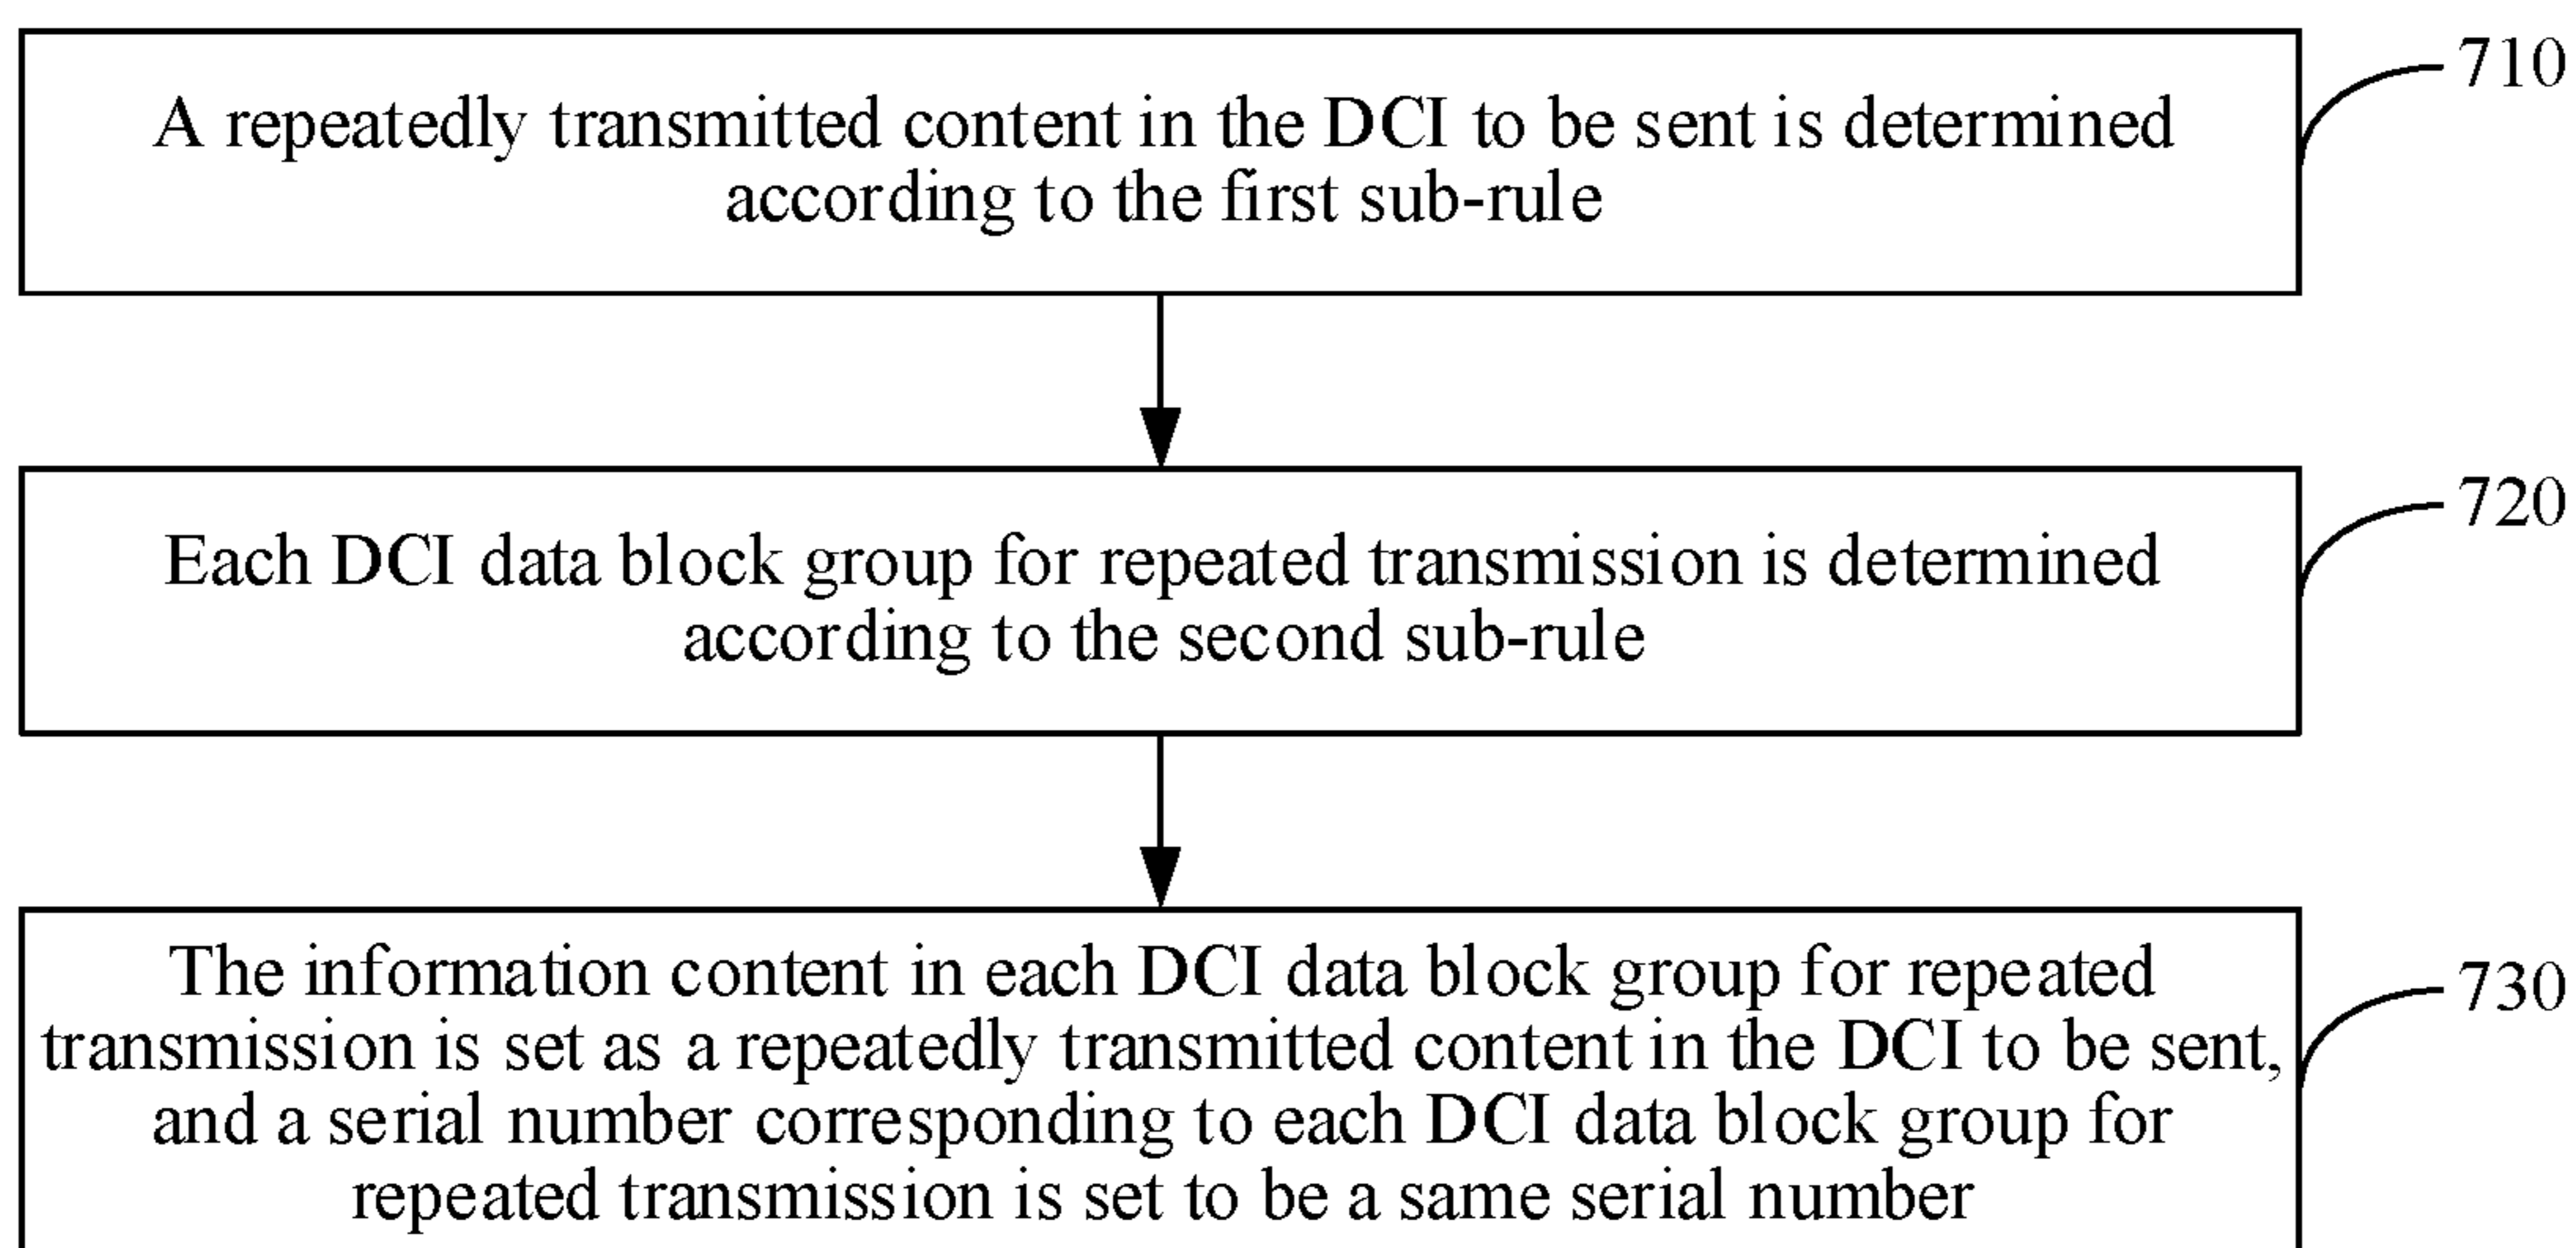 A repeatedly transmitted content in the DCI to be sent is determined
according to the first sub-rule
710
Each DCI data block group for repeated transmission is determined
according to the second sub-rule
720
The information content in each DCI data block group for repeated
transmission is set as a repeatedly transmitted content in the DCI to be sent,
and a serial number corresponding to each DCI data block group for
repeated transmission is set to be a same serial number
730